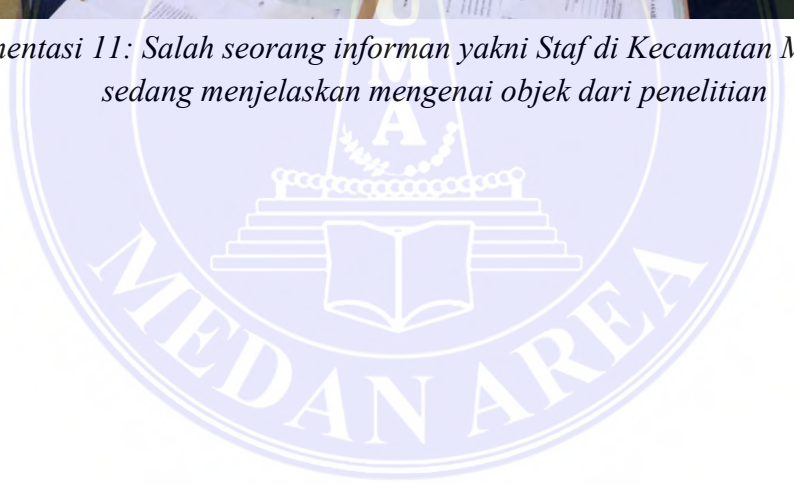 mentasi 11: Salah seorang informan yakni Staf di Kecamatan M
sedang menjelaskan mengenai objek dari penelitian
U
M
A
MEDAN AREA